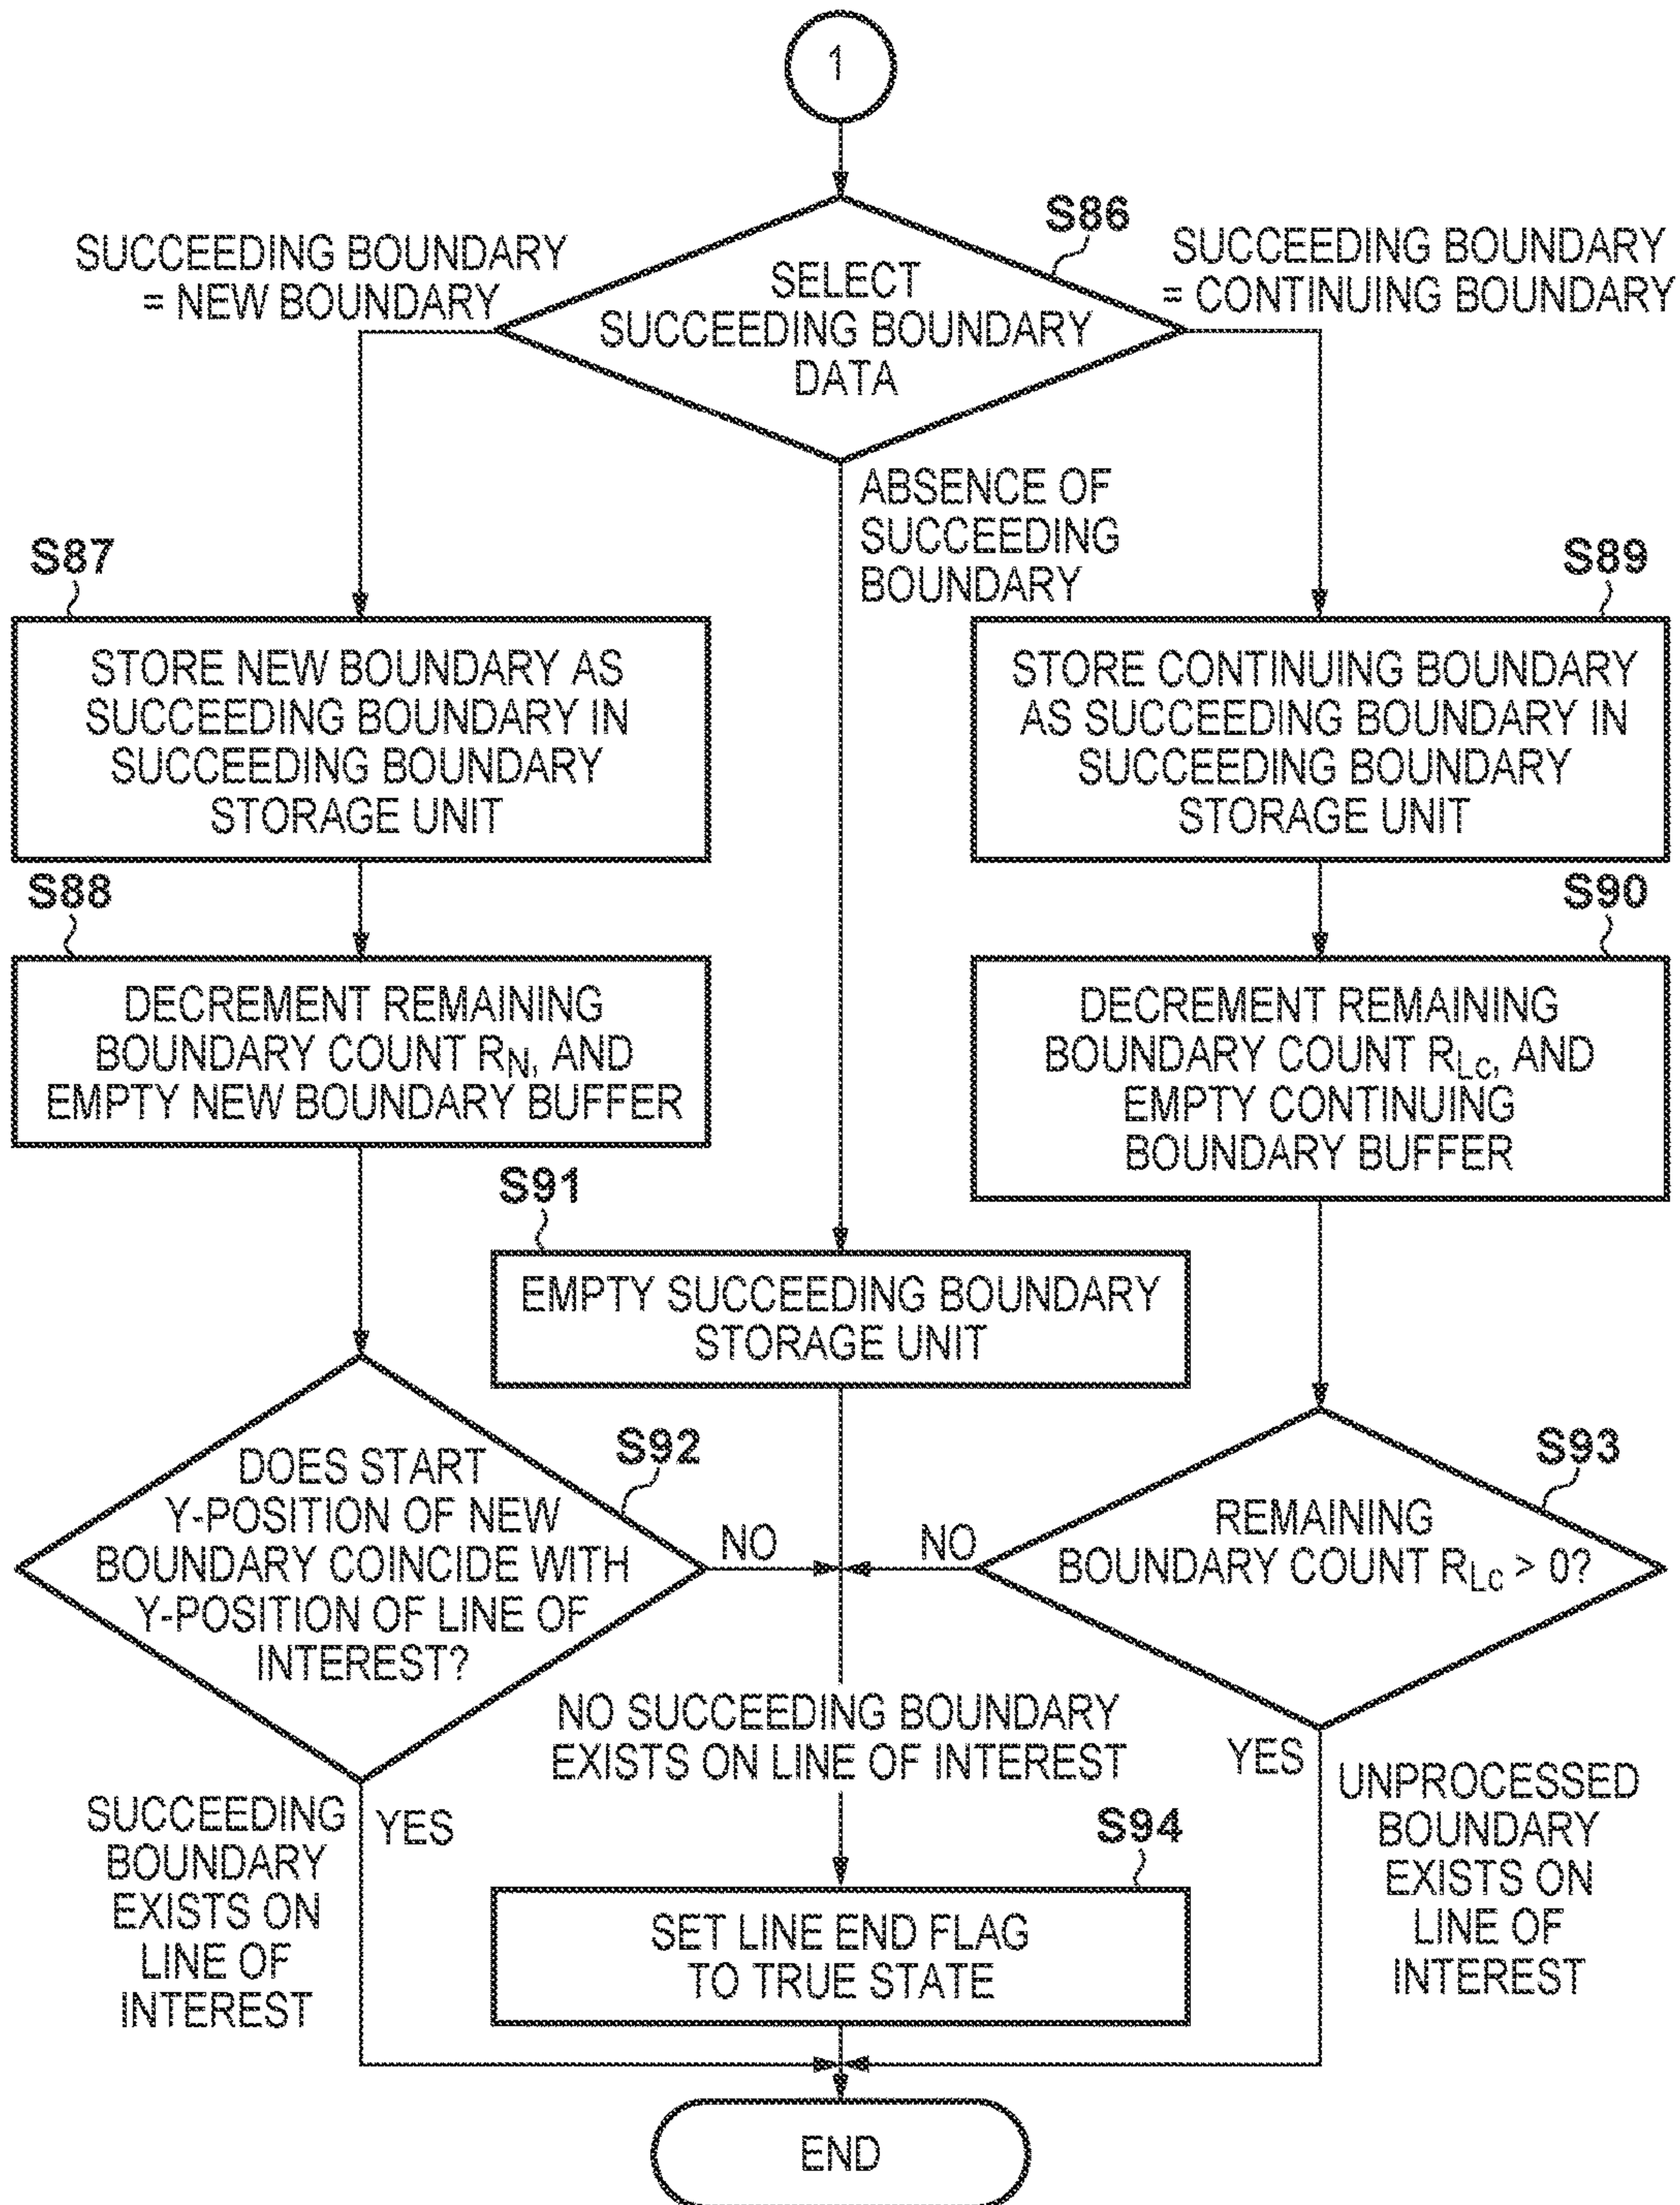 1
S86
SUCCEEDING BOUNDARY
= NEW BOUNDARY
SELECT
SUCCEEDING BOUNDARY
DATA
SUCCEEDING BOUNDARY
= CONTINUING BOUNDARY
ABSENCE OF
SUCCEEDING
BOUNDARY
S87
STORE NEW BOUNDARY AS
SUCCEEDING BOUNDARY IN
SUCCEEDING BOUNDARY
STORAGE UNIT
S89
STORE CONTINUING BOUNDARY
AS SUCCEEDING BOUNDARY IN
SUCCEEDING BOUNDARY
STORAGE UNIT
S88
DECREMENT REMAINING
BOUNDARY COUNT RN, AND
EMPTY NEW BOUNDARY BUFFER
S90
DECREMENT REMAINING
BOUNDARY COUNT RLC, AND
EMPTY CONTINUING
BOUNDARY BUFFER
S91
EMPTY SUCCEEDING BOUNDARY
STORAGE UNIT
S92
DOES START
Y-POSITION OF NEW
BOUNDARY COINCIDE WITH
Y-POSITION OF LINE OF
INTEREST?
NO
NO
S93
REMAINING
BOUNDARY COUNT RLC > 0?
NO SUCCEEDING BOUNDARY
EXISTS ON LINE OF INTEREST
SUCCEEDING
BOUNDARY
EXISTS ON
LINE OF
INTEREST
YES
YES
UNPROCESSED
BOUNDARY
EXISTS ON
LINE OF
INTEREST
S94
SET LINE END FLAG
TO TRUE STATE
END